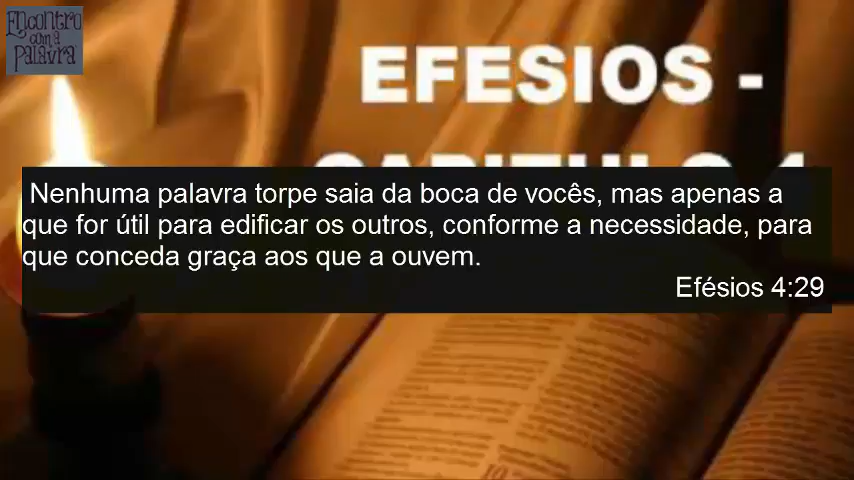 Encontro
com a
Palavra
EFESIOS -
Nenhuma palavra torpe saia da boca de vocês, mas apenas a
que for útil para edificar os outros, conforme a necessidade, para
que conceda graça aos que a ouvem.
Efésios 4:29